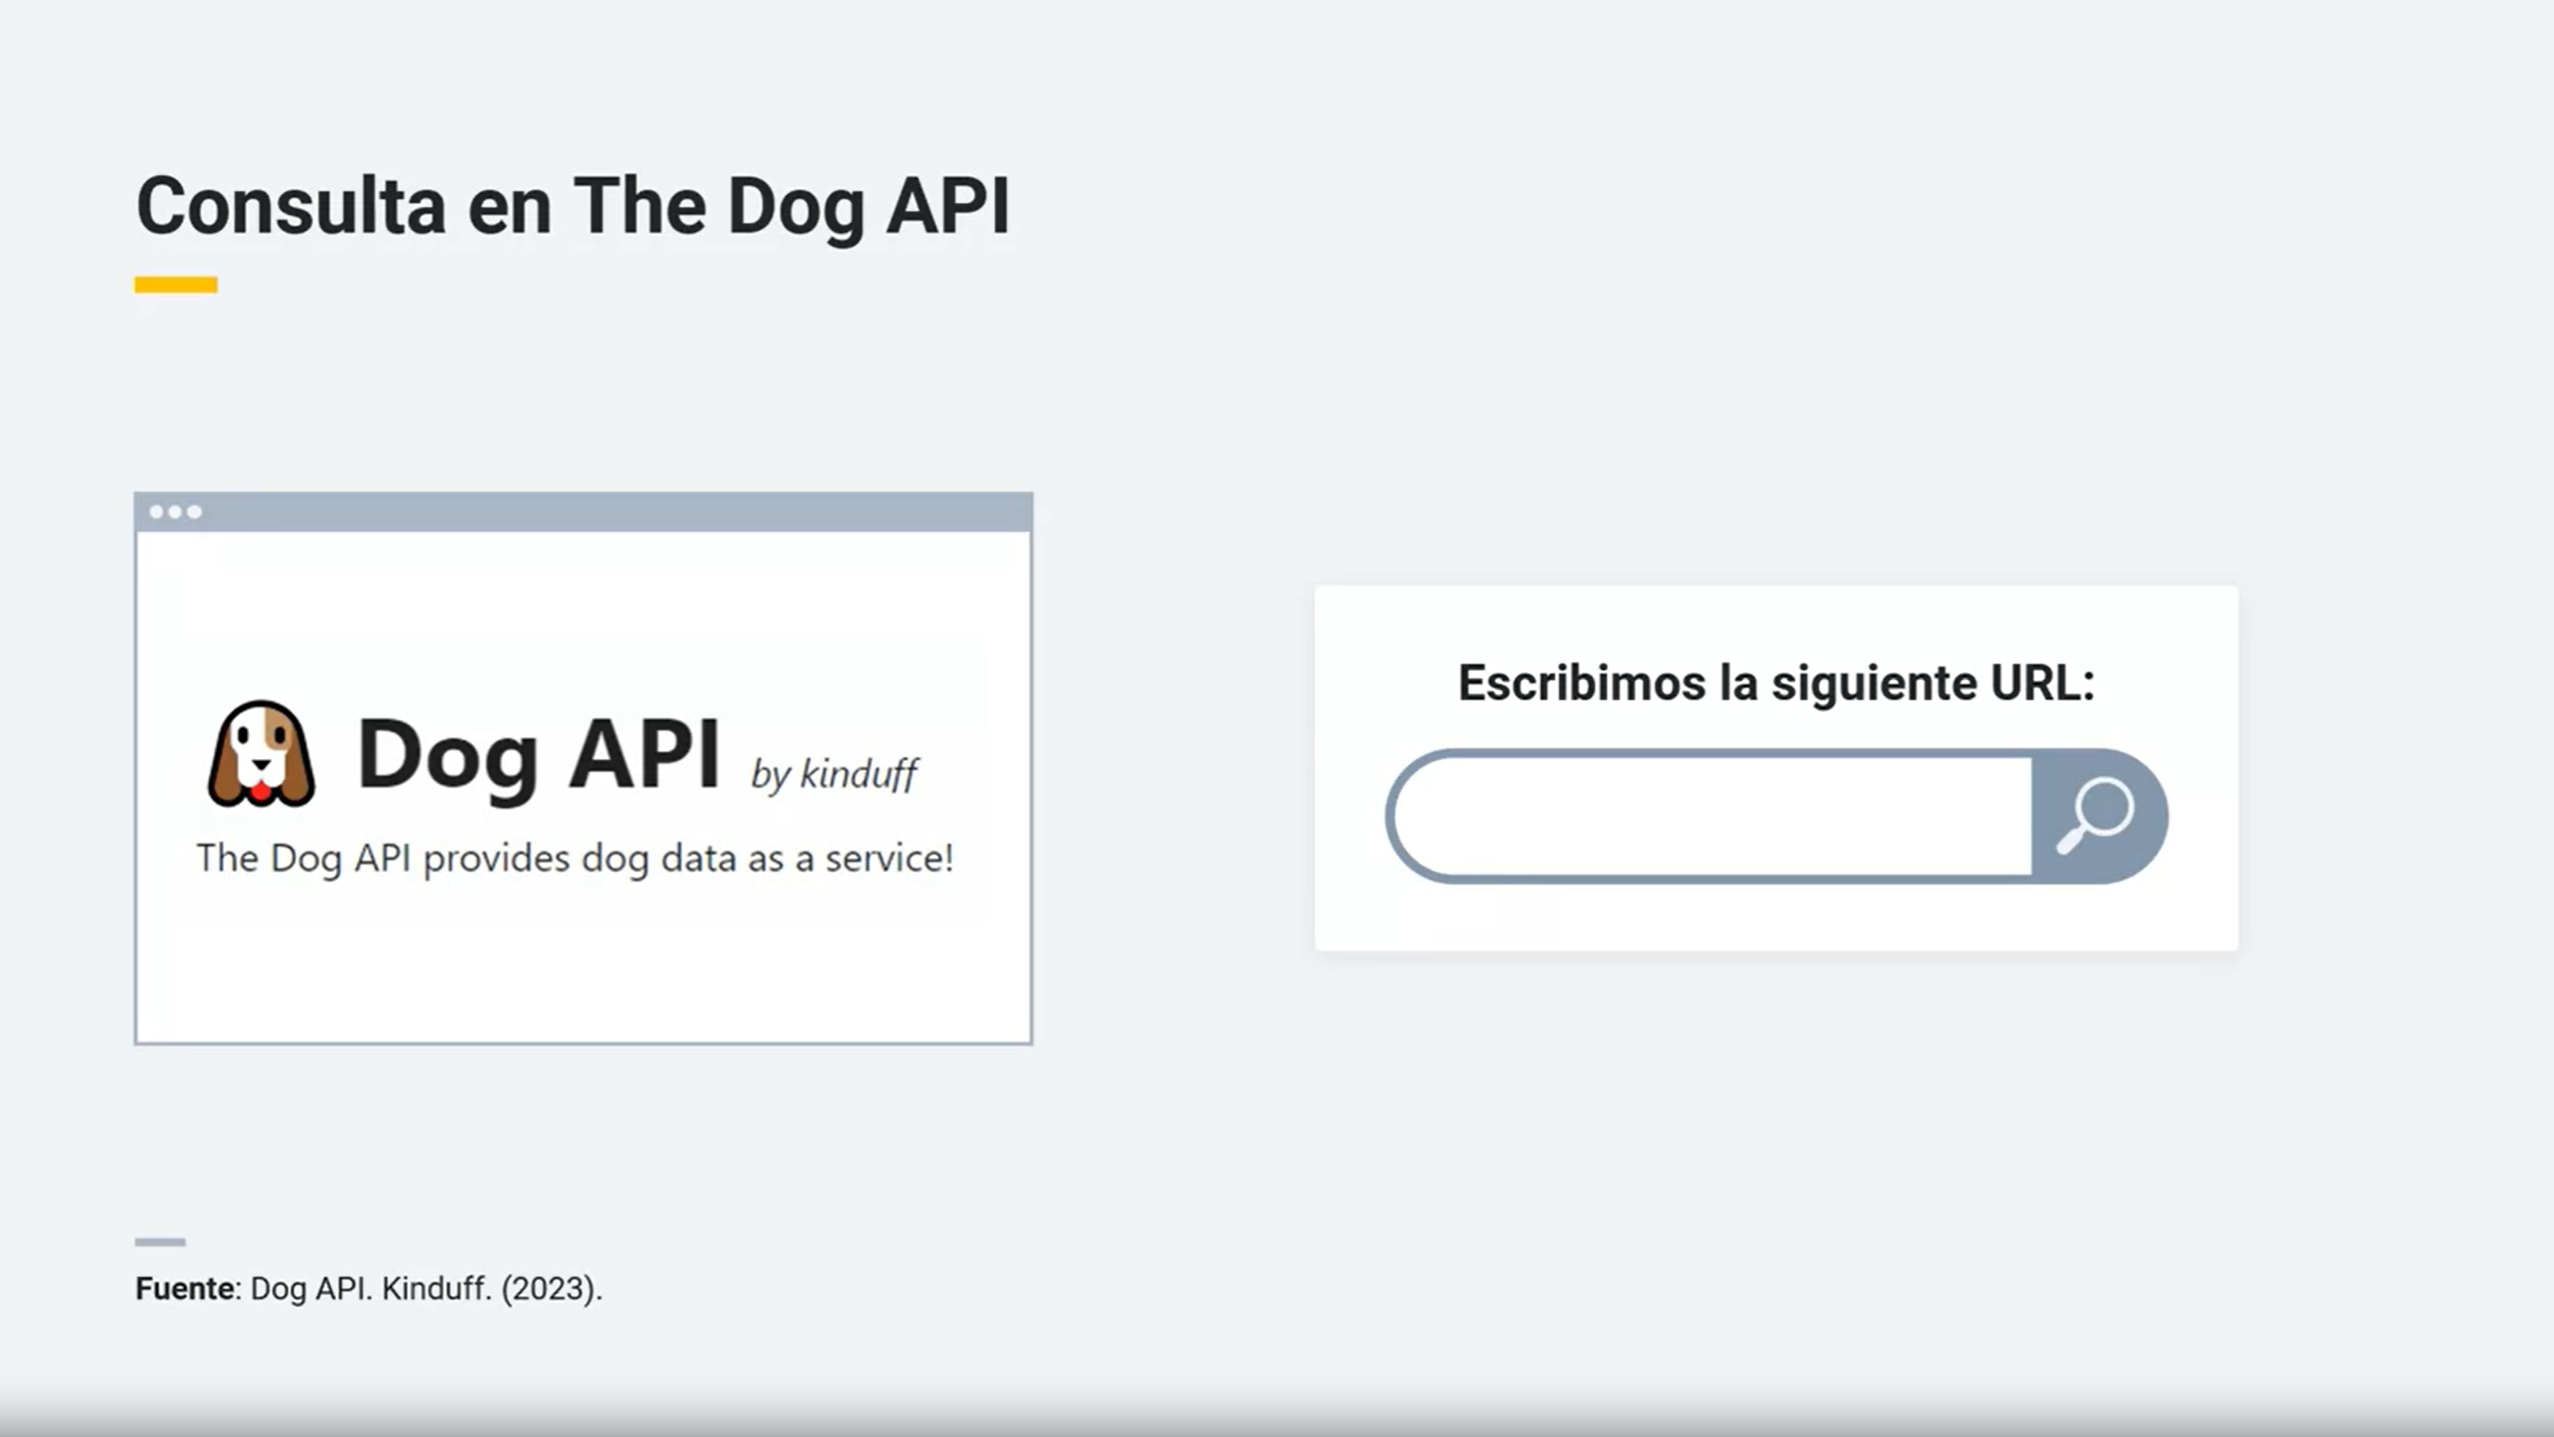 Consulta en The Dog API
Dog API by kinduff
The Dog API provides dog data as a service!
Escribimos la siguiente URL:
Fuente: Dog API. Kinduff. (2023).